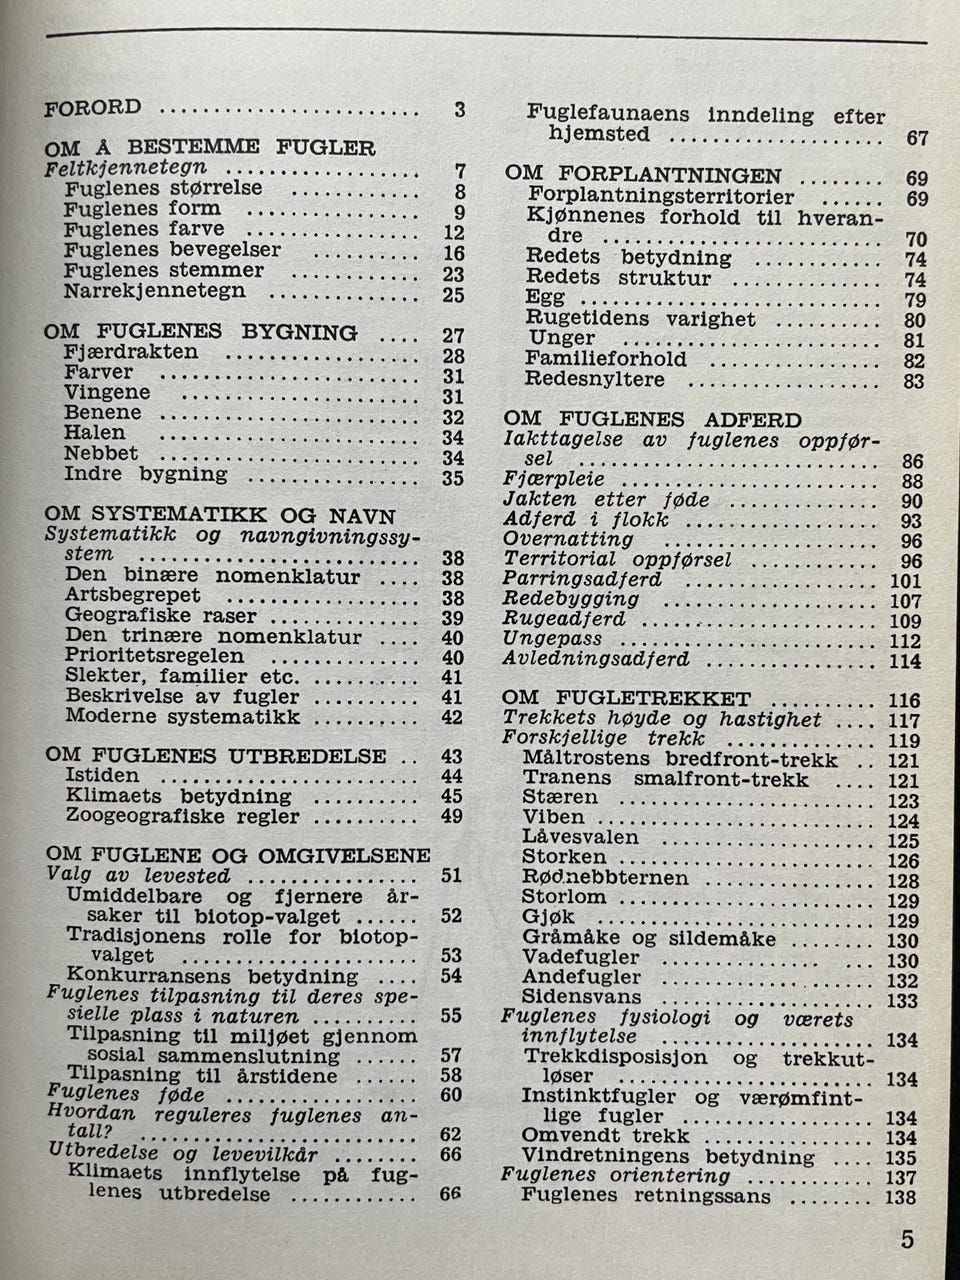 FORORD ........................ 3
OM Å BESTEMME FUGLER
Feltkjennetegn .................. 7
Fuglenes størrelse ............ 8
Fuglenes form ................ 9
Fuglenes farve ................ 12
Fuglenes bevegelser .......... 16
Fuglenes stemmer ............ 23
Narrekjennetegn .............. 25
OM FUGLENES BYGNING .... 27
Fjærdrakten .................. 28
Farver ........................ 31
Vingene ...................... 31
Benene ........................ 32
Halen ........................ 34
Nebbet ........................ 34
Indre bygning ................ 35
OM SYSTEMATIKK OG NAVN
Systematikk og navngivningssy-
stem .......................... 38
Den binære nomenklatur .... 38
Artsbegrepet .................. 38
Geografiske raser .............. 39
Den trinære nomenklatur .... 40
Prioritetsregelen .............. 40
Slekter, familier etc. .......... 41
Beskrivelse av fugler .......... 41
Moderne systematikk .......... 42
OM FUGLENES UTBREDELSE .. 43
Istiden ........................ 44
Klimaets betydning .......... 45
Zoogeografiske regler .......... 49
OM FUGLENE OG OMGIVELSENE
Valg av levested ................ 51
Umiddelbare og fjernere år-
saker til biotop-valget ...... 52
Tradisjonens rolle for biotop-
valget ...................... 53
Konkurransens betydning .... 54
Fuglenes tilpasning til deres spe-
sielle plass i naturen .......... 55
Tilpasning til miljøet gjennom
sosial sammenslutning ...... 57
Tilpasning til årstidene ...... 58
Fuglenes føde .................. 60
Hvordan reguleres fuglenes an-
tall? .......................... 62
Utbredelse og levevilkår ........ 66
Klimaets innflytelse på fug-
lenes utbredelse ............ 66
Fuglefaunaens inndeling efter
hjemsted .................... 67
OM FORPLANTNINGEN ........ 69
Forplantningsterritorier ...... 69
Kjønnenes forhold til hveran-
dre .......................... 70
Redets betydning ............ 74
Redets struktur .............. 74
Egg ............................ 79
Rugetidens varighet .......... 80
Unger ........................ 81
Familieforhold ................ 82
Redesnyltere .................. 83
OM FUGLENES ADFERD
Iakttagelse av fuglenes oppfør-
sel ............................ 86
Fjærpleie ........................ 88
Jakten etter føde .............. 90
Adferd i flokk .................. 93
Overnatting .................... 96
Territorial oppførsel ............ 96
Parringsadferd .................. 101
Redebygging .................... 107
Rugeadferd ...................... 109
Ungepass ........................ 112
Avledningsadferd ................ 114
OM FUGLETREKKET .......... 116
Trekkets høyde og hastighet .... 117
Forskjellige trekk .............. 119
Måltrostens bredfront-trekk .. 121
Tranens smalfront-trekk .... 121
Stæren ........................ 123
Viben .......................... 124
Låvesvalen .................... 125
Storken ........................ 126
Rødnebbternen ................ 128
Storlom ........................ 129
Gjøk .......................... 129
Gråmåke og sildemåke ........ 130
Vadefugler .................... 130
Andefugler .................... 132
Sidensvans .................... 133
Fuglenes fysiologi og værets
innflytelse .................... 134
Trekkdisposisjon og trekkut-
løser ........................ 134
Instinktfugler og værømfint-
lige fugler .................. 134
Omvendt trekk ................ 134
Vindretningens betydning .... 135
Fuglenes orientering ............ 137
Fuglenes retningssans ........ 138
5